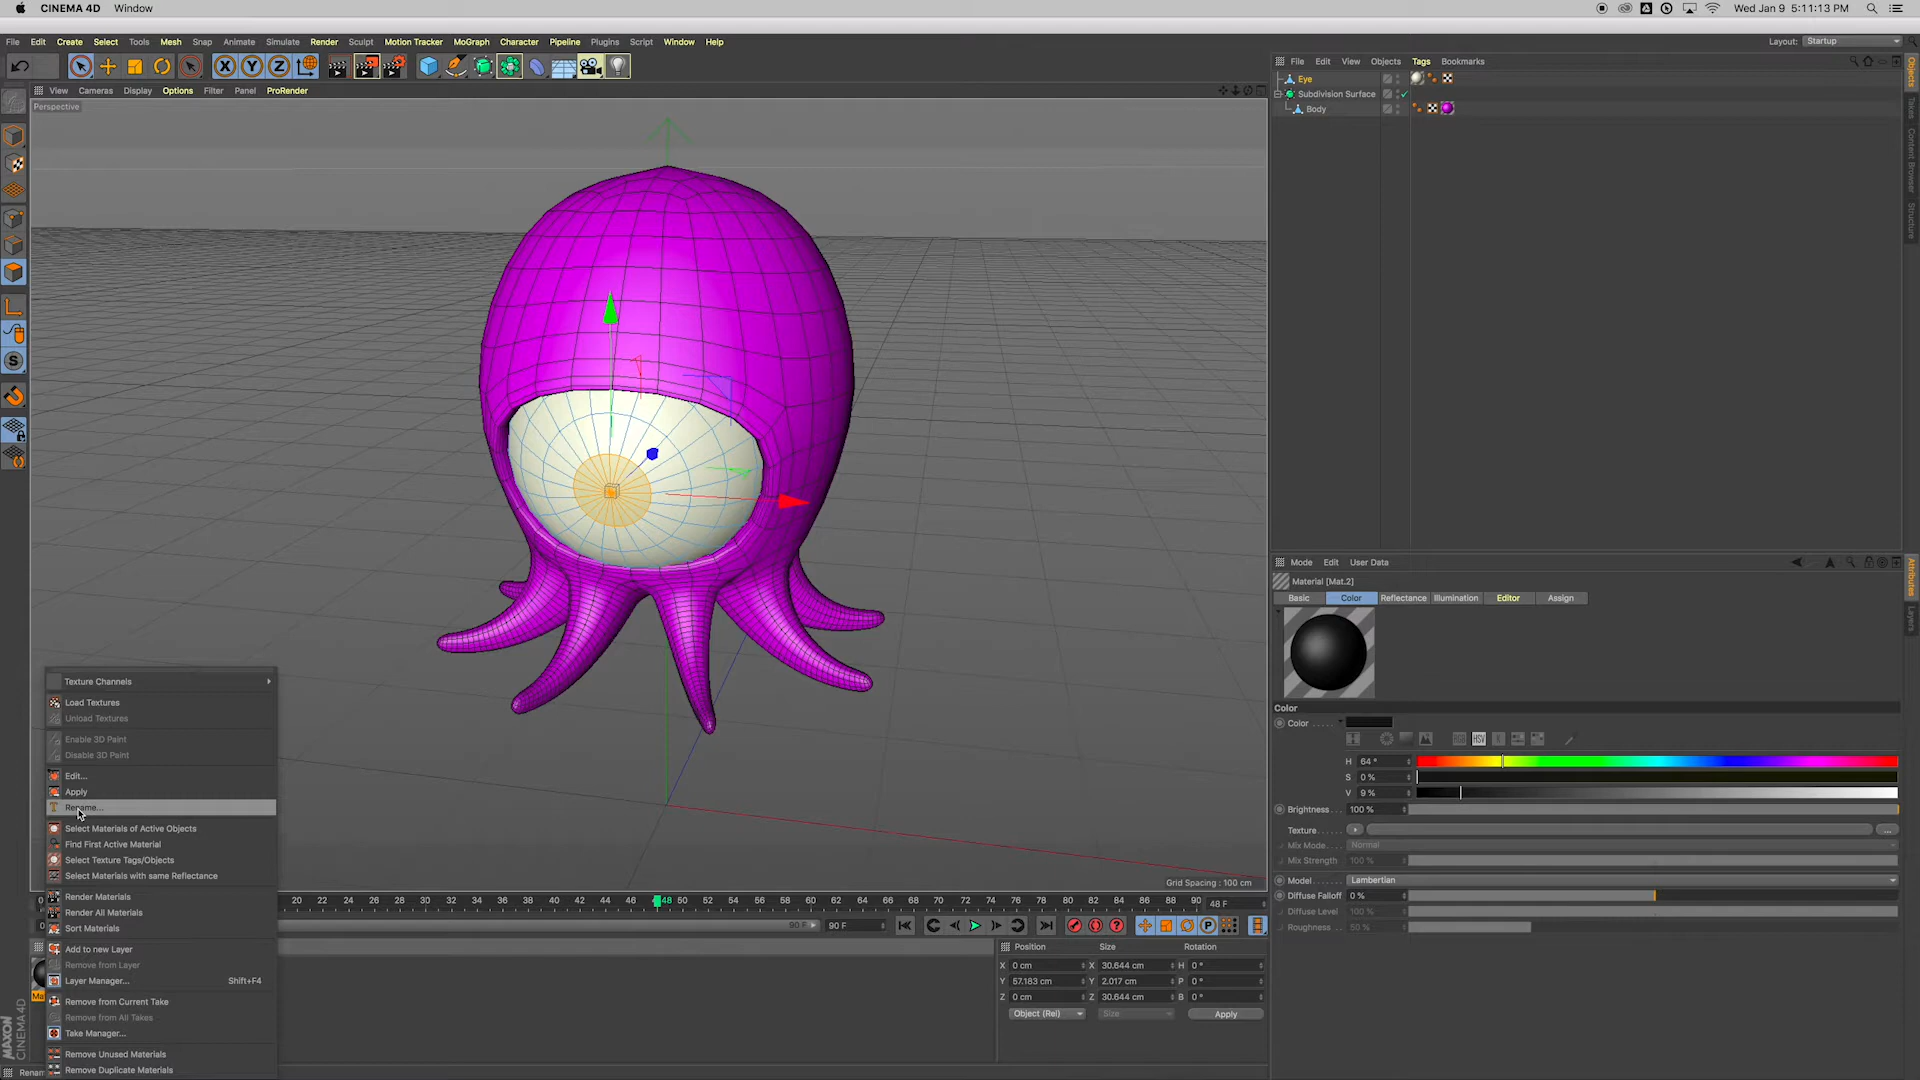 CINEMA 4D Window
Wed Jan 9 5:11:13 PM
File Edit Create Select Tools Mesh Snap Animate Simulate Render Sculpt Motion Tracker MoGraph Character Pipeline Plugins Script Window Help
Layout: Startup
View Cameras Display Options Filter Panel ProRender
Perspective
File Edit View Objects Tags Bookmarks
Eye
Subdivision Surface
Body
Objects
Takes
Content Browser
Structure
Mode Edit User Data
Material [Mat.2]
Basic Color Reflectance Illumination Editor Assign
Attributes
Layers
Color
Color
H 64 °
S 0 %
V 9 %
Brightness 100 %
Texture
Mix Mode Normal
Mix Strength 100 %
Model Lambertian
Diffuse Falloff 0 %
Diffuse Level 100 %
Roughness 50 %
Texture Channels
Load Textures
Unload Textures
Enable 3D Paint
Disable 3D Paint
Edit...
Apply
Rename...
Select Materials of Active Objects
Find First Active Material
Select Texture Tags/Objects
Select Materials with same Reflectance
Render Materials
Render All Materials
Sort Materials
Add to new Layer
Remove from Layer
Layer Manager... Shift+F4
Remove from Current Take
Remove from All Takes
Take Manager...
Remove Unused Materials
Remove Duplicate Materials
Grid Spacing : 100 cm
0 20 22 24 26 28 30 32 34 36 38 40 42 44 46 48 50 52 54 56 58 60 62 64 66 68 70 72 74 76 78 80 82 84 86 88 90 48 F
90 F 90 F
Position Size Rotation
X 0 cm X 30.644 cm H 0 °
Y 57.183 cm Y 2.017 cm P 0 °
Z 0 cm Z 30.644 cm B 0 °
Object (Rel) Size Apply
MAXON
CINEMA 4D